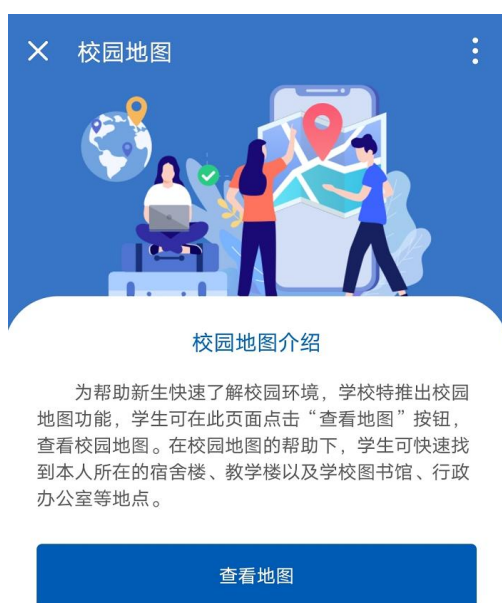 校园地图
校园地图介绍
为帮助新生快速了解校园环境，学校特推出校园
地图功能，学生可在此页面点击“查看地图”按钮，
查看校园地图。在校园地图的帮助下，学生可快速找
到本人所在的宿舍楼、教学楼以及学校图书馆、行政
办公室等地点。
查看地图